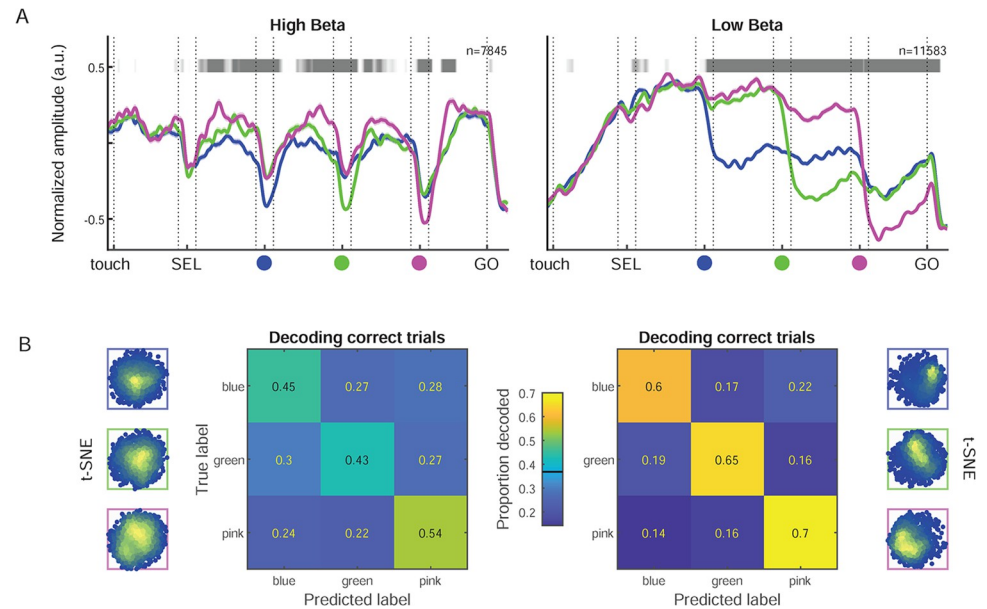 A
High Beta
Low Beta
n=7845
n=11583
Normalized amplitude (a.u.)
0.5
-0.5
touch SEL GO
touch SEL GO
B
Decoding correct trials
Decoding correct trials
t-SNE
True label
blue
green
pink
0.45 0.27 0.28
0.3 0.43 0.27
0.24 0.22 0.54
blue green pink
Predicted label
Proportion decoded
0.7
0.6
0.5
0.4
0.3
0.2
blue
green
pink
0.6 0.17 0.22
0.19 0.65 0.16
0.14 0.16 0.7
blue green pink
Predicted label
t-SNE